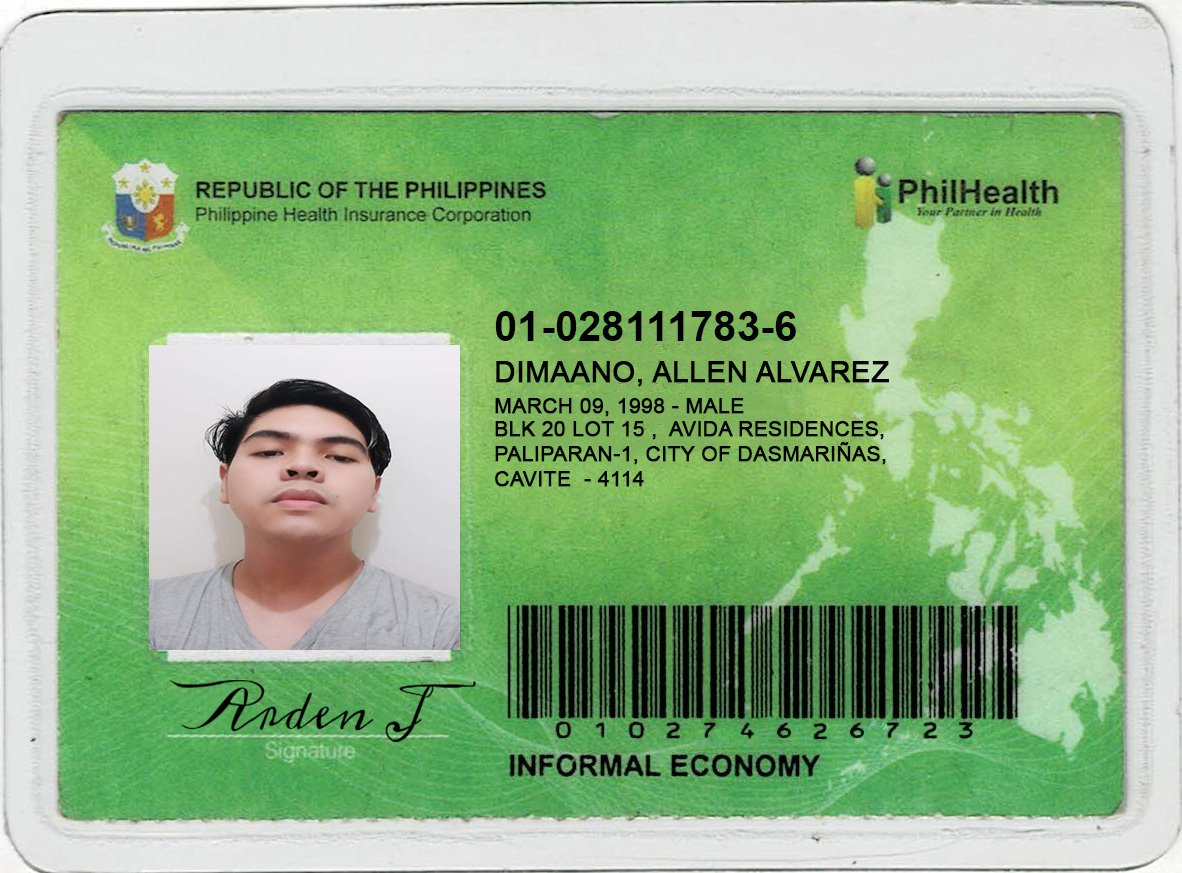 REPUBLIC OF THE PHILIPPINES
Philippine Health Insurance Corporation
PhilHealth
Your Partner in Health
01-028111783-6
DIMAANO, ALLEN ALVAREZ
MARCH 09, 1998 - MALE
BLK 20 LOT 15 , AVIDA RESIDENCES,
PALIPARAN-1, CITY OF DASMARIÑAS,
CAVITE - 4114
Arden J
Signature
010274626723
INFORMAL ECONOMY